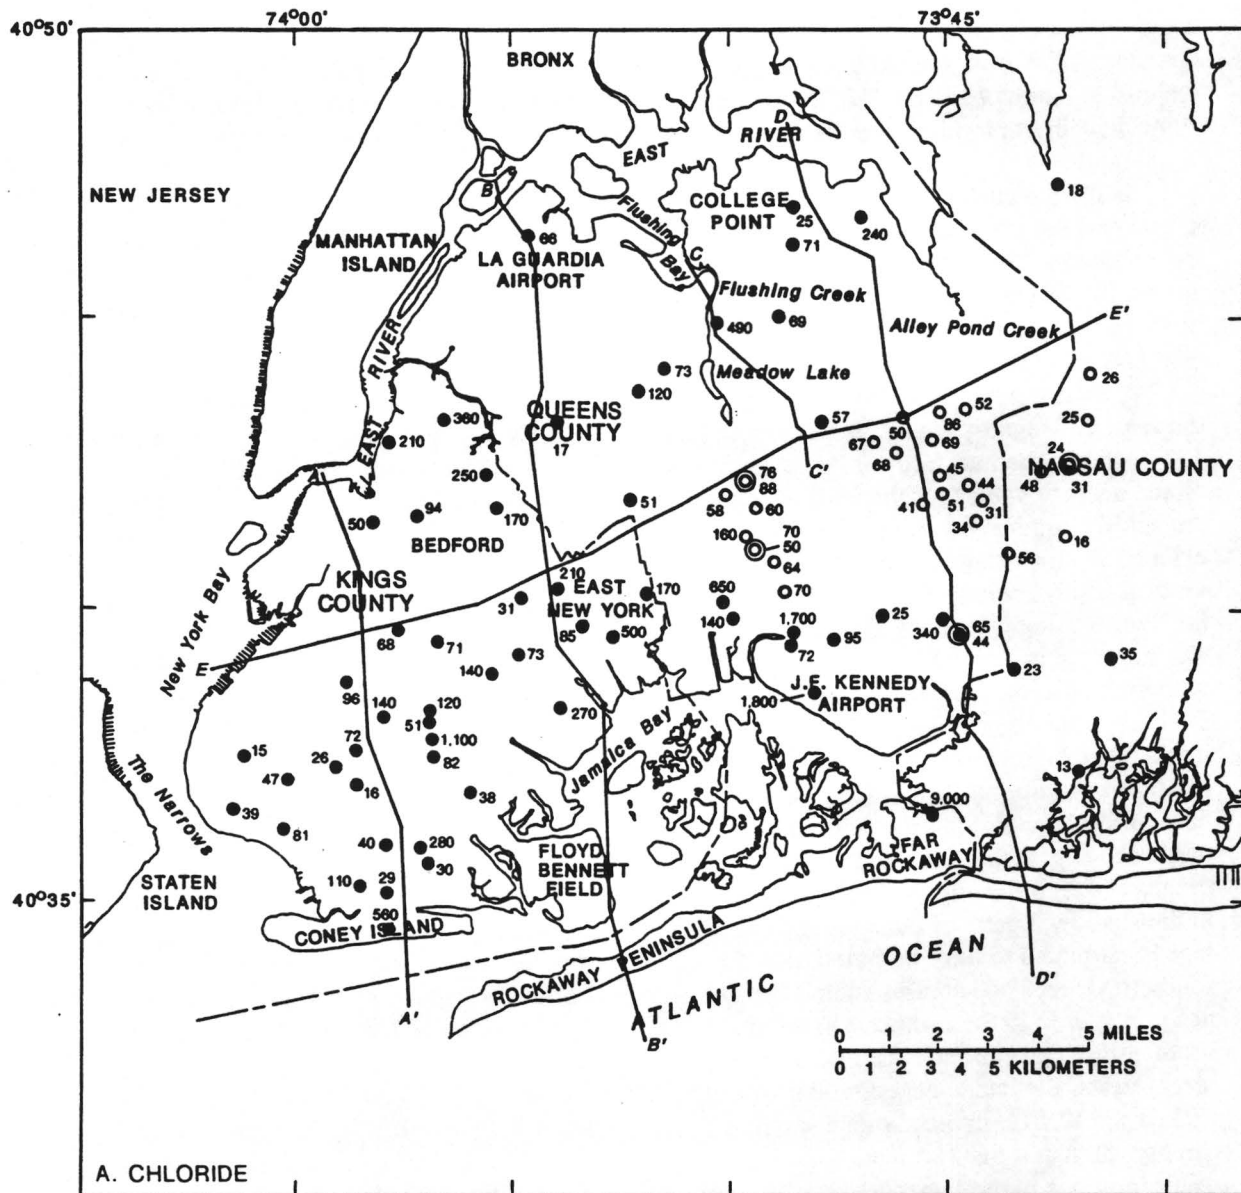 74°00'
73°45'
40°50'
BRONX
D
RIVER
EAST
18
NEW JERSEY
B
COLLEGE
POINT
25
240
Flushing
Bay
66
71
MANHATTAN
ISLAND
LA GUARDIA
AIRPORT
C
Flushing Creek
490
69
Alley Pond Creek
E'
RIVER
EAST
73
Meadow Lake
120
26
360
QUEENS
COUNTY
17
57
50
86
52
25
210
67
68
69
24
A
250
C'
76
88
45
44
48
NASSAU COUNTY
31
58
60
41
51
31
34
50
94
170
51
BEDFORD
160
70
50
64
56
16
KINGS
COUNTY
210
EAST
NEW YORK
31
170
70
650
140
1,700
25
340
65
44
85
500
68
71
72
95
New York Bay
E
140
73
23
35
J.F. KENNEDY
AIRPORT
1,800
96
140
120
51
270
Jamaica Bay
72
1,100
15
26
82
The Narrows
47
16
38
13
39
9,000
81
40
280
FLOYD
BENNETT
FIELD
FAR
ROCKAWAY
30
STATEN
ISLAND
110
29
40°35'
560
CONEY ISLAND
ROCKAWAY PENINSULA
ATLANTIC OCEAN
A'
B'
D'
0 1 2 3 4 5 MILES
0 1 2 3 4 5 KILOMETERS
A. CHLORIDE